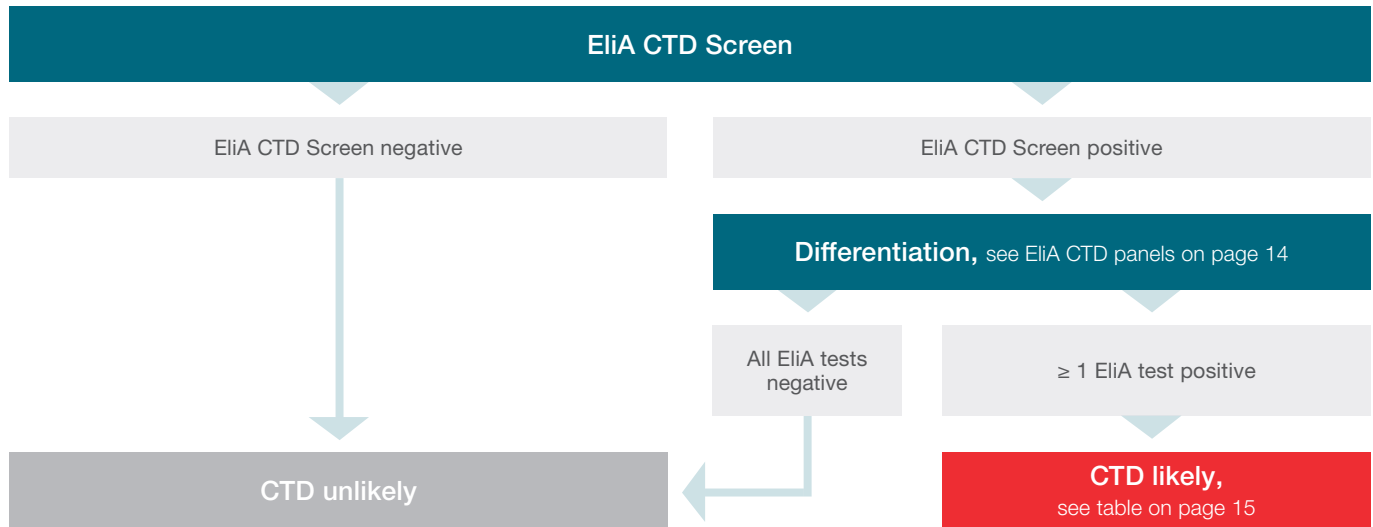 EliA CTD Screen
EliA CTD Screen negative
EliA CTD Screen positive
Differentiation, see EliA CTD panels on page 14
All EliA tests
negative
≥ 1 EliA test positive
CTD unlikely
CTD likely,
see table on page 15